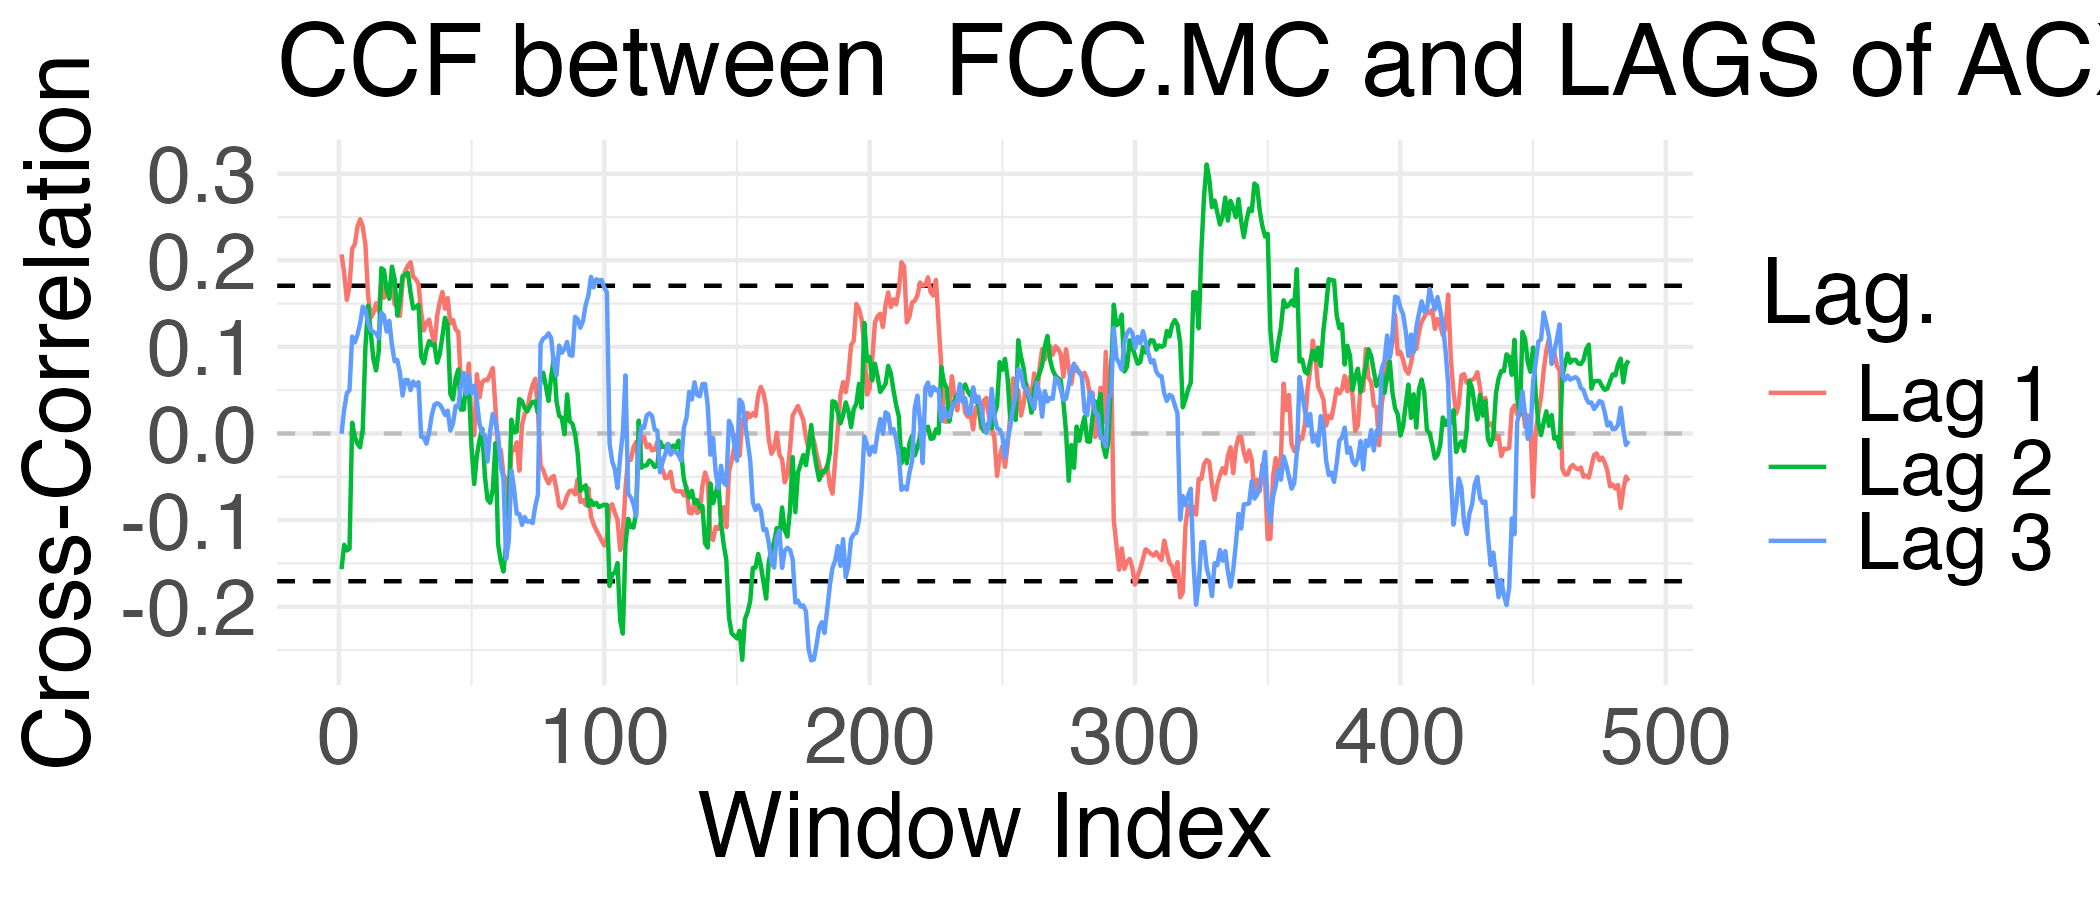 CCF between  FCC.MC and LAGS of AC
Cross-Correlation
0.3
0.2
0.1
0.0
-0.1
-0.2
0
100
200
300
400
500
Window Index
Lag.
Lag 1
Lag 2
Lag 3